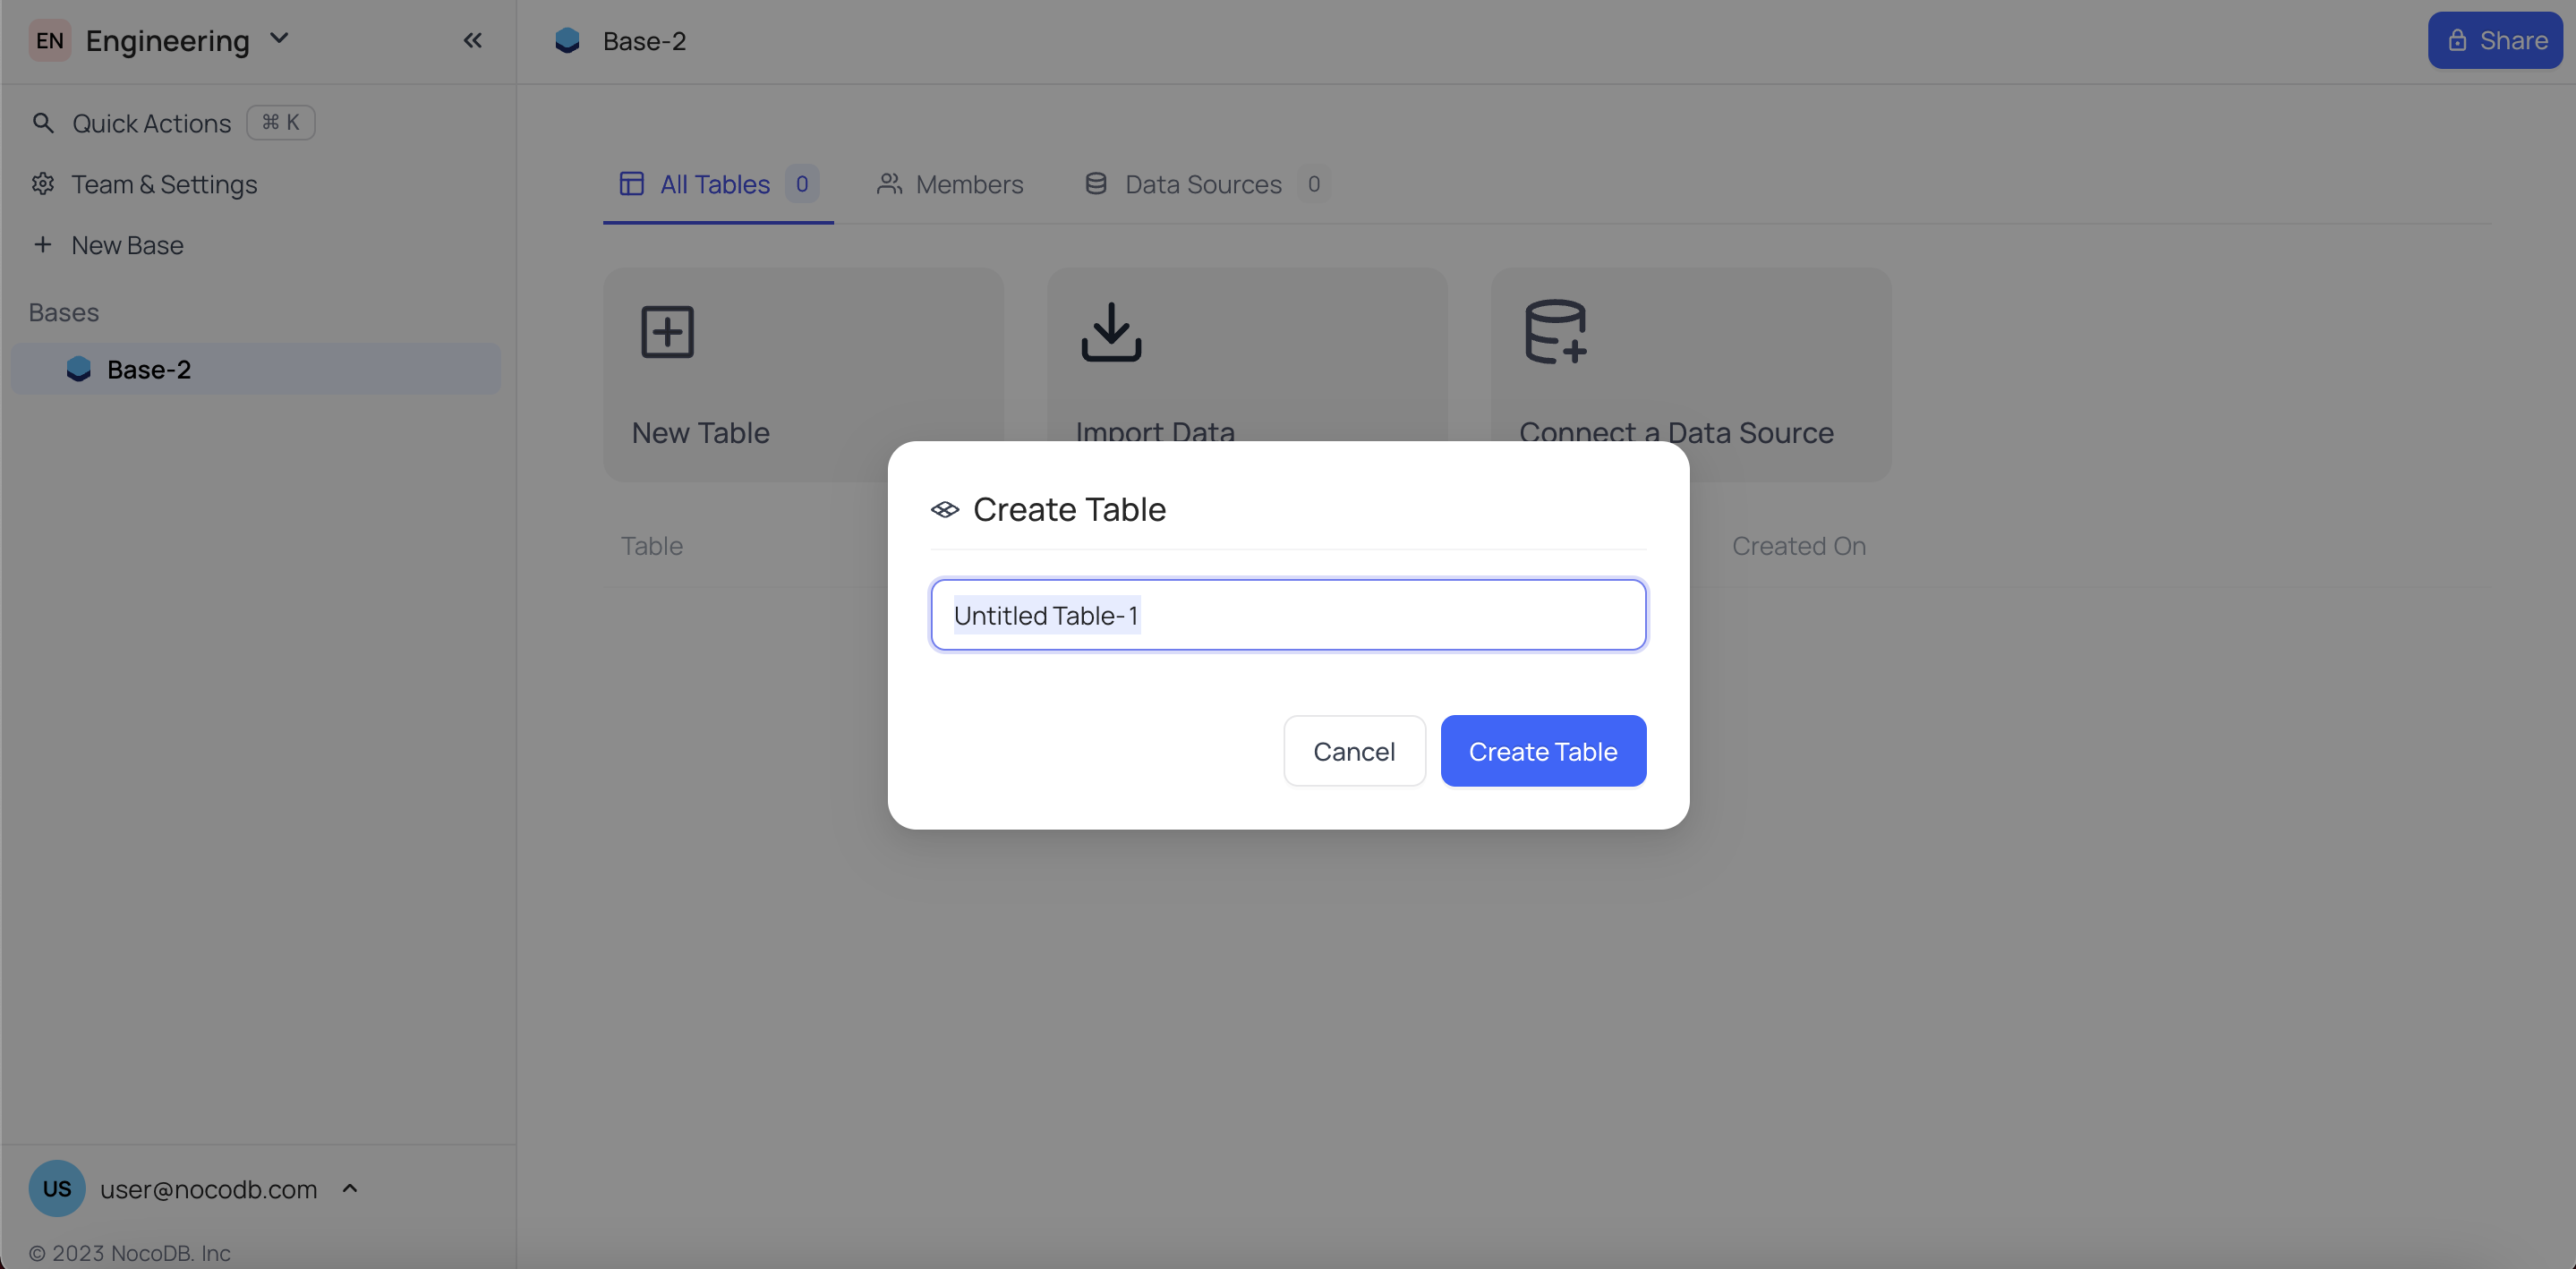 EN Engineering
Quick Actions ⌘ K
Team & Settings
New Base
Bases
Base-2
user@nocodb.com
US
© 2023 NocoDB. Inc
Base-2
Share
All Tables 0 Members Data Sources 0
New Table Import Data Connect a Data Source
Table Created On
Create Table
Untitled Table-1
Cancel Create Table